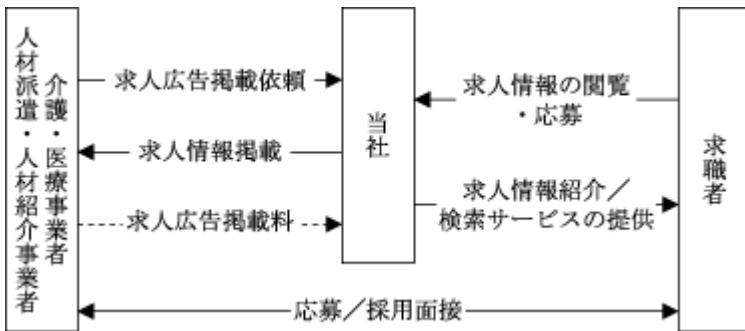 介護・医療事業者
人材派遣・人材紹介事業者
求人広告掲載依頼
求人情報掲載
求人広告掲載料
当社
求人情報の閲覧
・応募
求人情報紹介／
検索サービスの提供
求職者
応募／採用面接